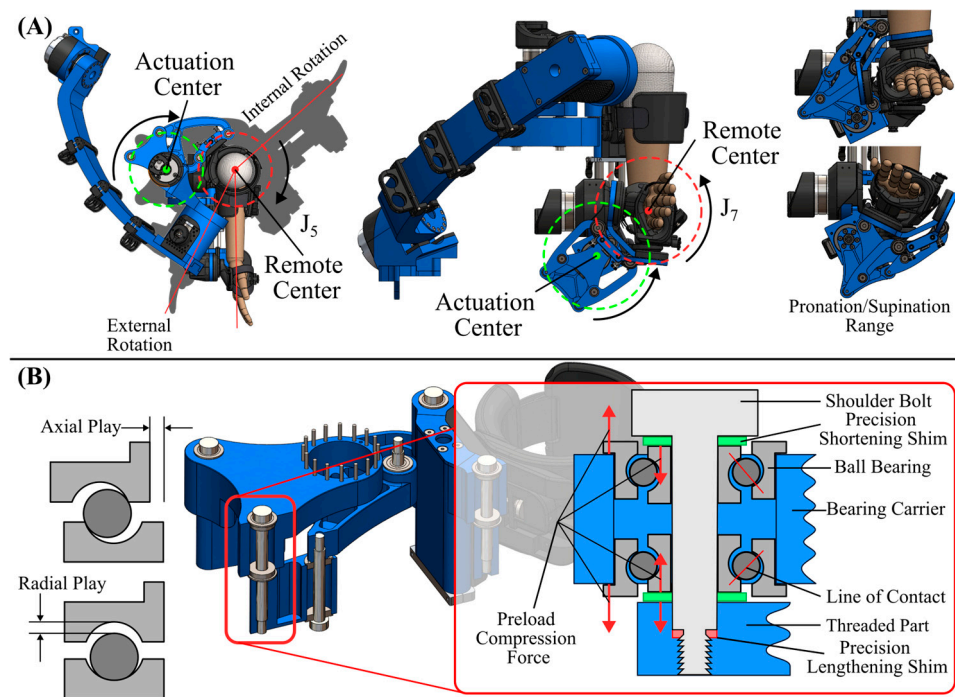 (A)
Actuation
Center
Internal Rotation
J5
Remote
Center
External
Rotation
Remote
Center
J7
Actuation
Center
Pronation/Supination
Range
(B)
Axial Play
Radial Play
Shoulder Bolt
Precision
Shortening Shim
Ball Bearing
Bearing Carrier
Line of Contact
Threaded Part
Precision
Lengthening Shim
Preload
Compression
Force